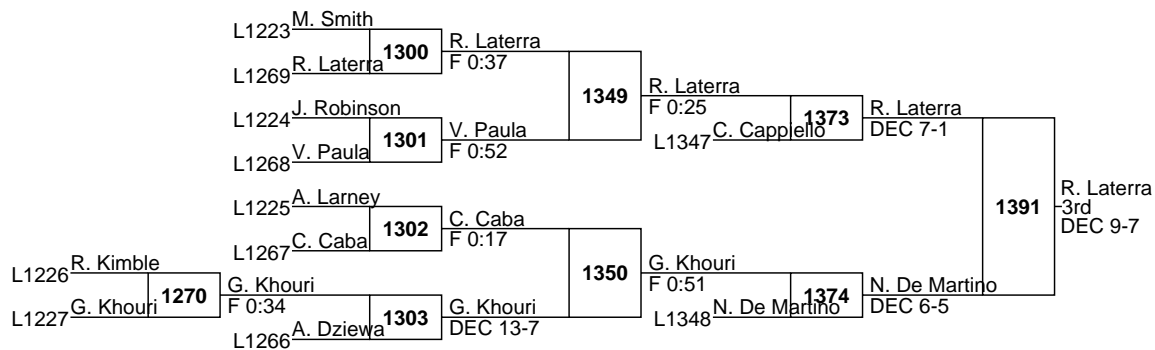 L1223 M. Smith
1300
R. Laterra
F 0:37
L1269 R. Laterra
1349
R. Laterra
F 0:25
L1224 J. Robinson
1301
V. Paula
F 0:52
L1268 V. Paula
L1347 C. Cappiello
1373
R. Laterra
DEC 7-1
L1225 A. Larney
1302
C. Caba
F 0:17
L1267 C. Caba
1391
R. Laterra
3rd
DEC 9-7
L1226 R. Kimble
1270
G. Khouri
F 0:34
L1227 G. Khouri
1350
G. Khouri
F 0:51
1303
G. Khouri
DEC 13-7
L1266 A. Dziewa
L1348 N. De Martino
1374
N. De Martino
DEC 6-5